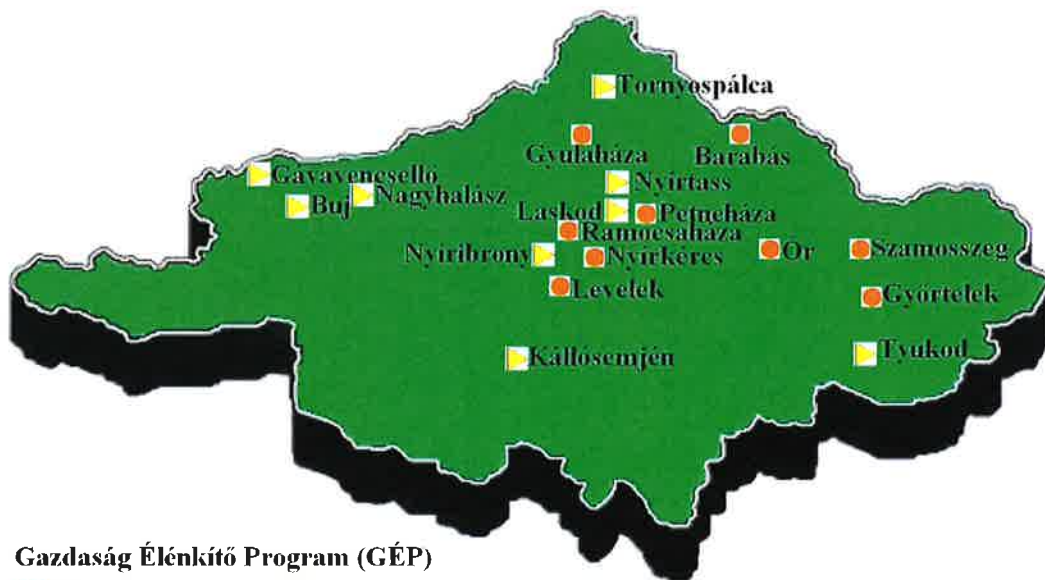 Tornyospálca
Gyulaháza
Barabás
Gávavencsellő
Nyírtass
Buj
Nagyhalász
Laskod
Petneháza
Ramocsaháza
Nyíribrony
Nyírkércs
Őr
Szamosszeg
Levelek
Győrtelek
Kállósemjén
Tyukod
Gazdaság Élénkítő Program (GÉP)